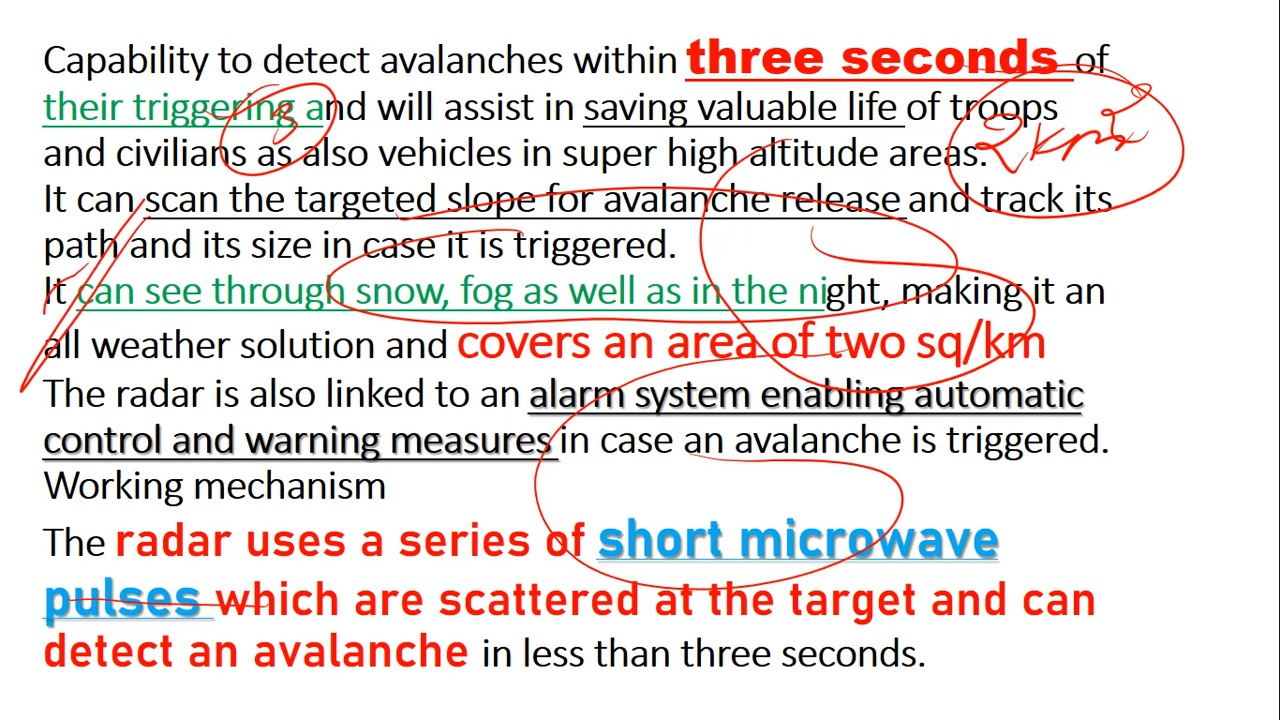 Capability to detect avalanches within three seconds of
their triggering and will assist in saving valuable life of troops
and civilians as also vehicles in super high altitude areas.
It can scan the targeted slope for avalanche release and track its
path and its size in case it is triggered.
It can see through snow, fog as well as in the night, making it an
all weather solution and covers an area of two sq/km
The radar is also linked to an alarm system enabling automatic
control and warning measures in case an avalanche is triggered.
Working mechanism
The radar uses a series of short microwave
pulses which are scattered at the target and can
detect an avalanche in less than three seconds.
3
2km²